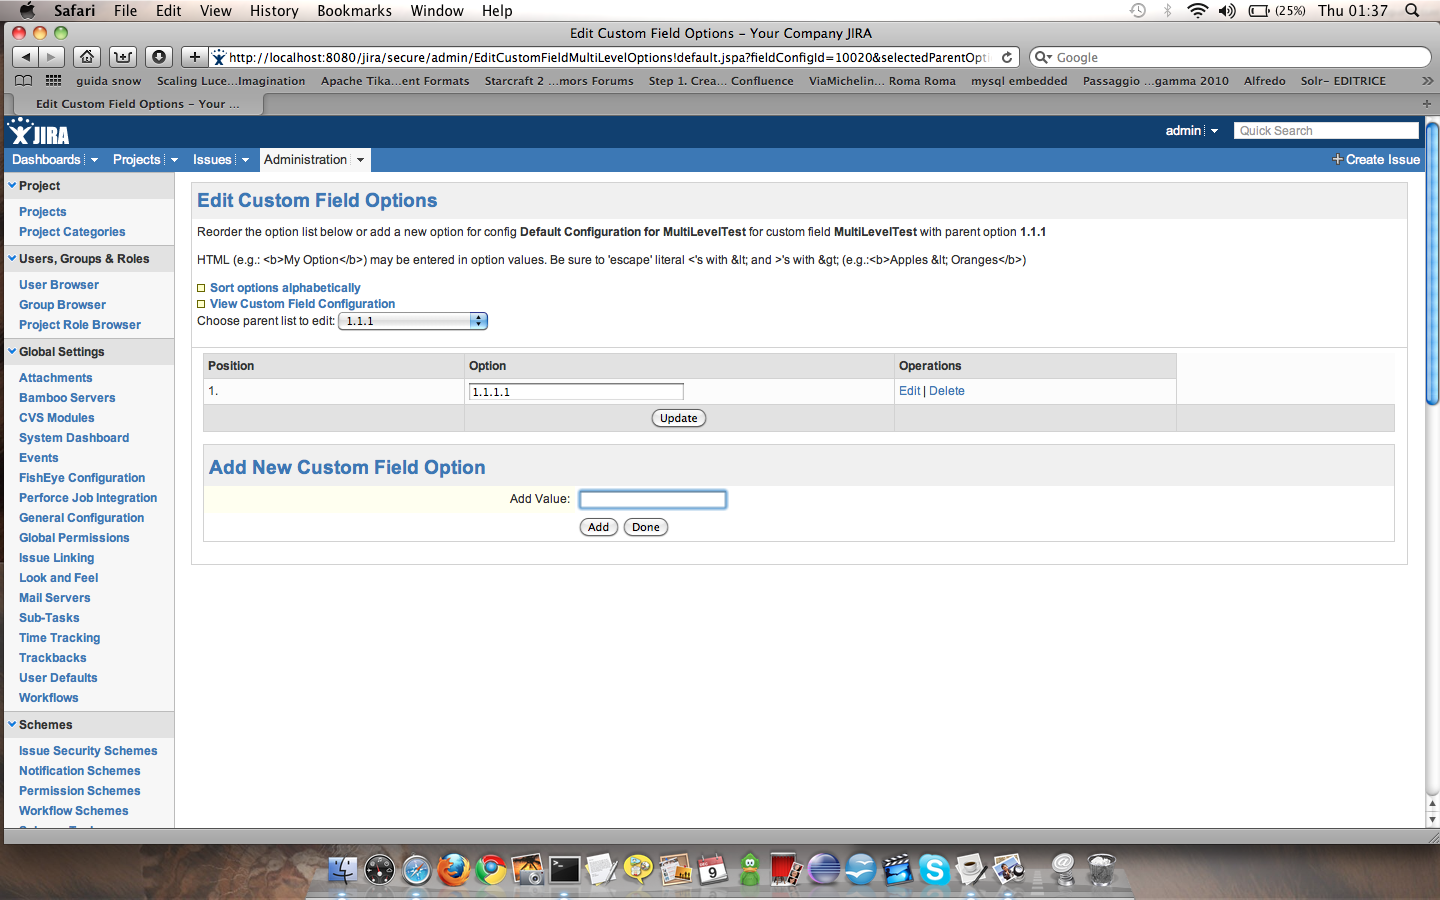 Safari File Edit View History Bookmarks Window Help (25%) Thu 01:37
Edit Custom Field Options – Your Company JIRA
http://localhost:8080/jira/secure/admin/EditCustomFieldMultiLevelOptions!default.jspa?fieldConfigId=10020&selectedParentOpti Google
guida snow Scaling Luce...Imagination Apache Tika...ent Formats Starcraft 2 ...mors Forums Step 1. Crea... Confluence ViaMichelin... Roma Roma mysql embedded Passaggio ...gamma 2010 Alfredo Solr- EDITRICE
Edit Custom Field Options – Your ...
JIRA admin Quick Search
Dashboards Projects Issues Administration Create Issue
Project
Projects
Project Categories
Users, Groups & Roles
User Browser
Group Browser
Project Role Browser
Global Settings
Attachments
Bamboo Servers
CVS Modules
System Dashboard
Events
FishEye Configuration
Perforce Job Integration
General Configuration
Global Permissions
Issue Linking
Look and Feel
Mail Servers
Sub-Tasks
Time Tracking
Trackbacks
User Defaults
Workflows
Schemes
Issue Security Schemes
Notification Schemes
Permission Schemes
Workflow Schemes
Edit Custom Field Options
Reorder the option list below or add a new option for config Default Configuration for MultiLevelTest for custom field MultiLevelTest with parent option 1.1.1
HTML (e.g.: <b>My Option</b>) may be entered in option values. Be sure to 'escape' literal <'s with &lt; and >'s with &gt; (e.g.:<b>Apples &lt; Oranges</b>)
Sort options alphabetically
View Custom Field Configuration
Choose parent list to edit: 1.1.1
Position Option Operations
1. 1.1.1.1 Edit | Delete
Update
Add New Custom Field Option
Add Value:
Add Done
9